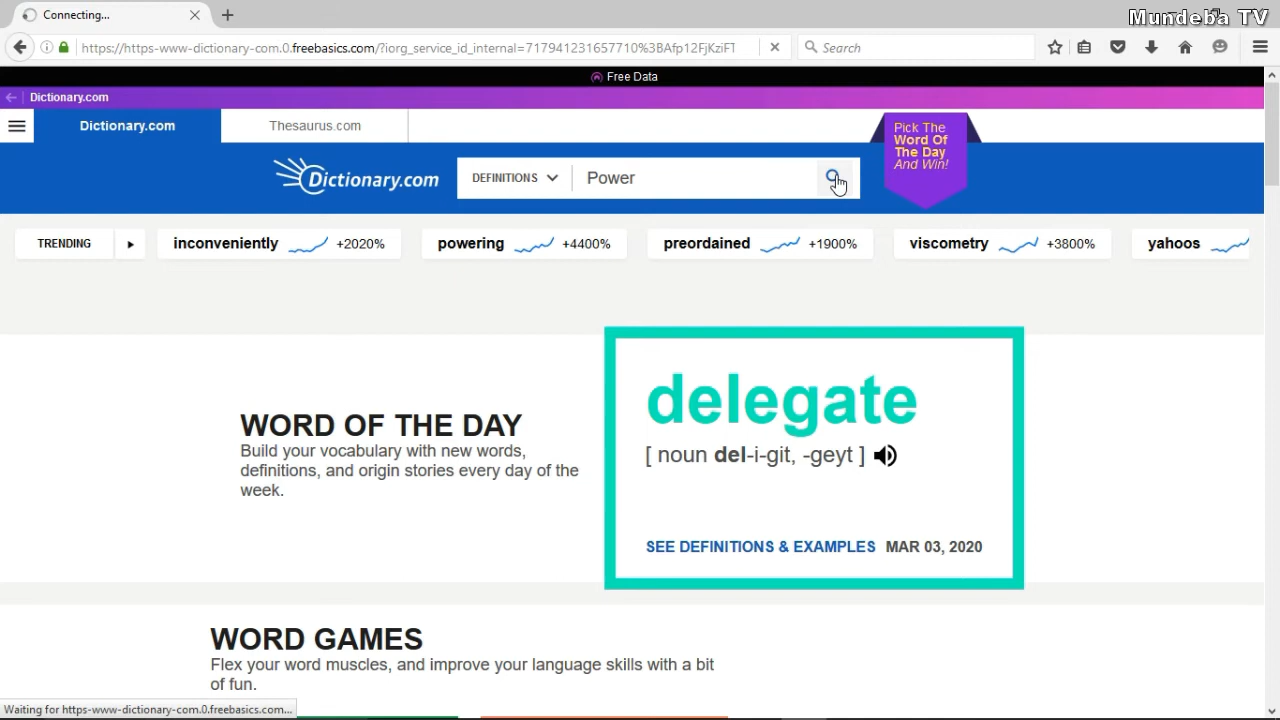 Connecting...
Mundeba TV
https://https-www-dictionary-com.0.freebasics.com/?iorg_service_id_internal=717941231657710%3BAfp12FjKziFT
Search
Free Data
Dictionary.com
Dictionary.com
Thesaurus.com
Pick The
Word Of
The Day
And Win!
Dictionary.com
DEFINITIONS
Power
TRENDING
inconveniently +2020%
powering +4400%
preordained +1900%
viscometry +3800%
yahoos
WORD OF THE DAY
Build your vocabulary with new words,
definitions, and origin stories every day of the
week.
delegate
[ noun del-i-git, -geyt ]
SEE DEFINITIONS & EXAMPLES MAR 03, 2020
WORD GAMES
Flex your word muscles, and improve your language skills with a bit
of fun.
Waiting for https-www-dictionary-com.0.freebasics.com...